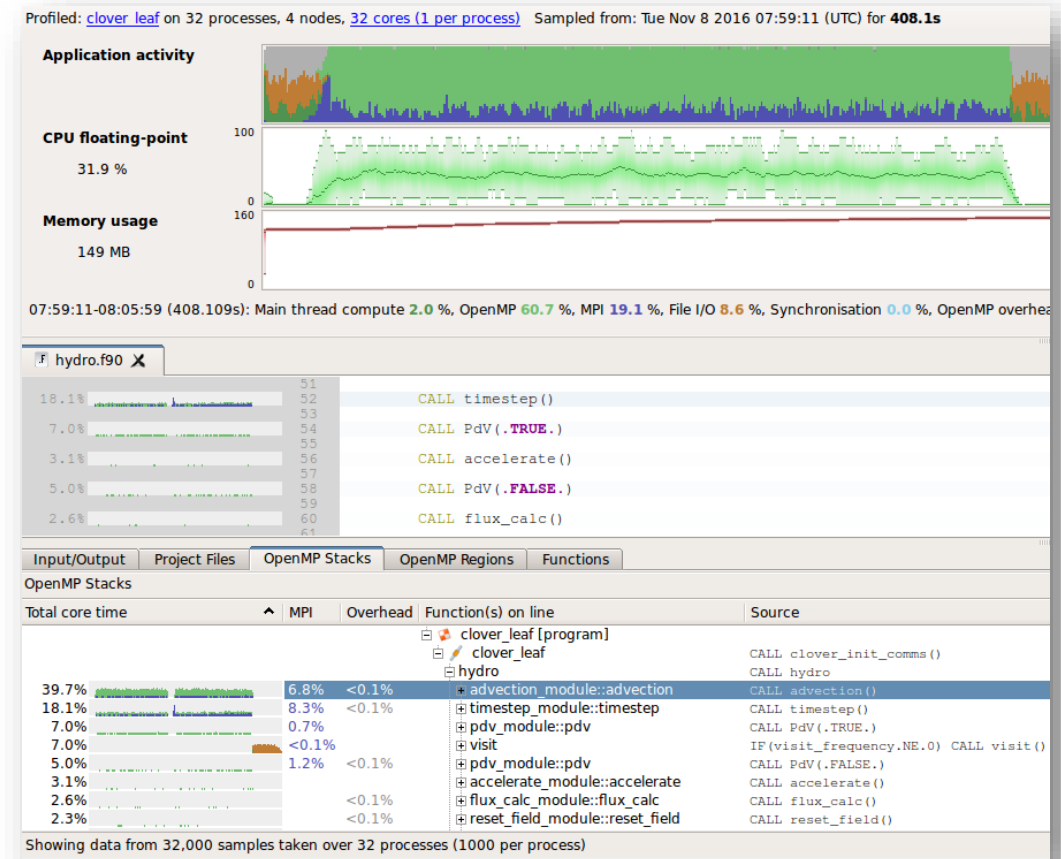 Profiled: clover_leaf on 32 processes, 4 nodes, 32 cores (1 per process) Sampled from: Tue Nov 8 2016 07:59:11 (UTC) for 408.1s
Application activity
CPU floating-point
100
31.9 %
0
Memory usage
160
149 MB
0
07:59:11-08:05:59 (408.109s): Main thread compute 2.0 %, OpenMP 60.7 %, MPI 19.1 %, File I/O 8.6 %, Synchronisation 0.0 %, OpenMP overhea
F hydro.f90 X
51
18.1% 52 CALL timestep()
53
7.0% 54 CALL PdV(.TRUE.)
55
3.1% 56 CALL accelerate()
57
5.0% 58 CALL PdV(.FALSE.)
59
2.6% 60 CALL flux_calc()
61
Input/Output Project Files OpenMP Stacks OpenMP Regions Functions
OpenMP Stacks
Total core time MPI Overhead Function(s) on line Source
clover_leaf [program]
clover_leaf CALL clover_init_comms()
hydro CALL hydro
39.7% 6.8% <0.1% advection_module::advection CALL advection()
18.1% 8.3% <0.1% timestep_module::timestep CALL timestep()
7.0% 0.7% pdv_module::pdv CALL PdV(.TRUE.)
7.0% <0.1% visit IF(visit_frequency.NE.0) CALL visit()
5.0% 1.2% <0.1% pdv_module::pdv CALL PdV(.FALSE.)
3.1% accelerate_module::accelerate CALL accelerate()
2.6% <0.1% flux_calc_module::flux_calc CALL flux_calc()
2.3% <0.1% reset_field_module::reset_field CALL reset_field()
Showing data from 32,000 samples taken over 32 processes (1000 per process)